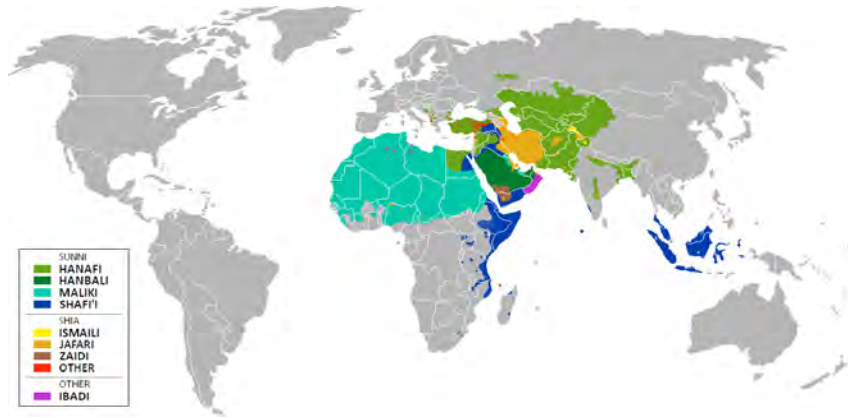 SUNNI
HANAFI
HANBALI
MALIKI
SHAFI'I
SHIA
ISMAILI
JAFARI
ZAIDI
OTHER
OTHER
IBADI